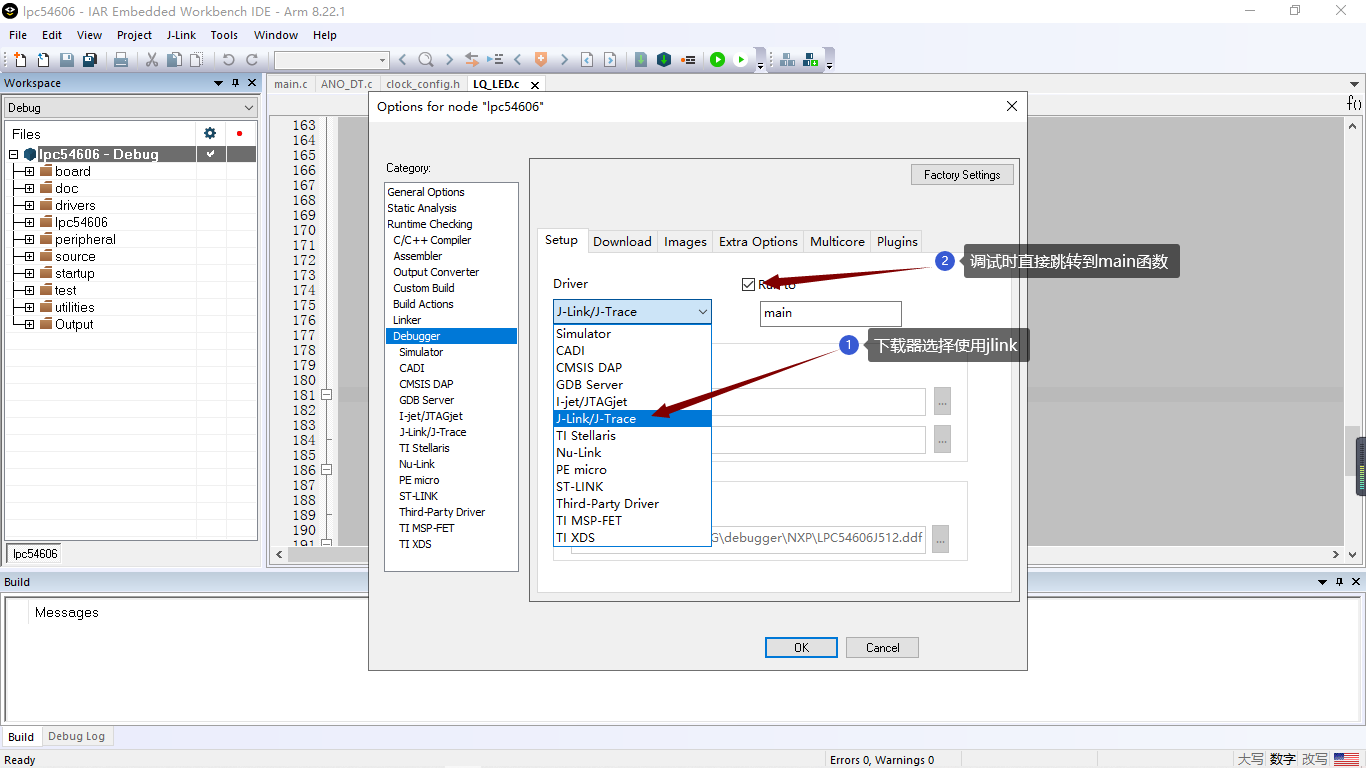 lpc54606 - IAR Embedded Workbench IDE - Arm 8.22.1
File Edit View Project J-Link Tools Window Help
Workspace
main.c ANO_DT.c clock_config.h LQ_LED.c
Debug
f()
Files
lpc54606 - Debug
board
doc
drivers
lpc54606
peripheral
source
startup
test
utilities
Output
lpc54606
163
164
165
166
167
168
169
170
171
172
173
174
175
176
177
178
179
180
181
182
183
184
185
186
187
188
189
190
191
Options for node "lpc54606"
Category:
General Options
Static Analysis
Runtime Checking
C/C++ Compiler
Assembler
Output Converter
Custom Build
Build Actions
Linker
Debugger
Simulator
CADI
CMSIS DAP
GDB Server
I-jet/JTAGjet
J-Link/J-Trace
TI Stellaris
Nu-Link
PE micro
ST-LINK
Third-Party Driver
TI MSP-FET
TI XDS
Factory Settings
Setup Download Images Extra Options Multicore Plugins
2 调试时直接跳转到main函数
Driver
to
J-Link/J-Trace
main
1 下载器选择使用jlink
Simulator
CADI
CMSIS DAP
GDB Server
I-jet/JTAGjet
J-Link/J-Trace
TI Stellaris
Nu-Link
PE micro
ST-LINK
Third-Party Driver
TI MSP-FET
TI XDS
...
...
G\debugger\NXP\LPC54606J512.ddf
...
OK Cancel
Build
Messages
Build Debug Log
Ready
Errors 0, Warnings 0
大写 数字 改写